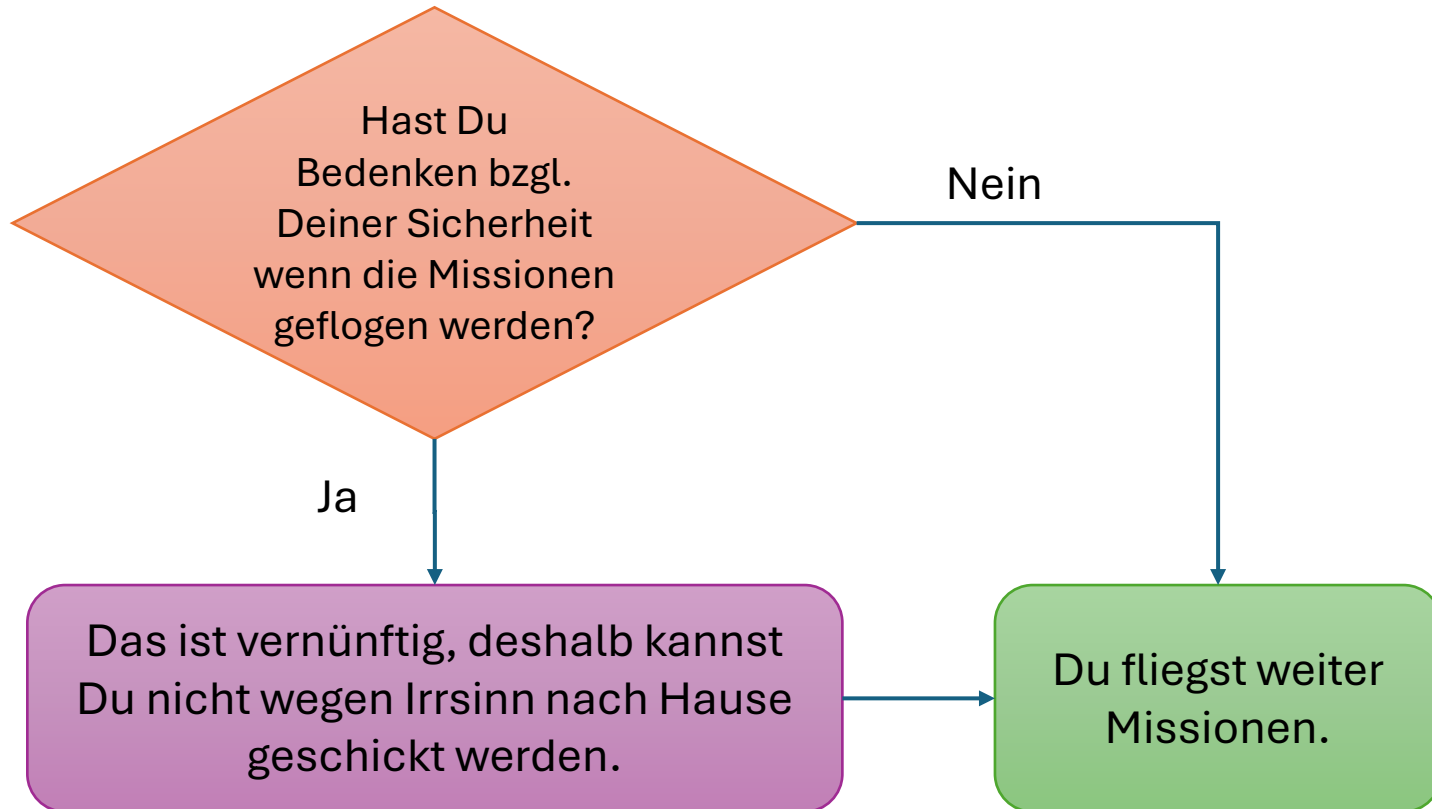 Hast Du
Bedenken bzgl.
Deiner Sicherheit
wenn die Missionen
geflogen werden?
Nein
Ja
Das ist vernünftig, deshalb kannst
Du nicht wegen Irrsinn nach Hause
geschickt werden.
Du fliegst weiter
Missionen.